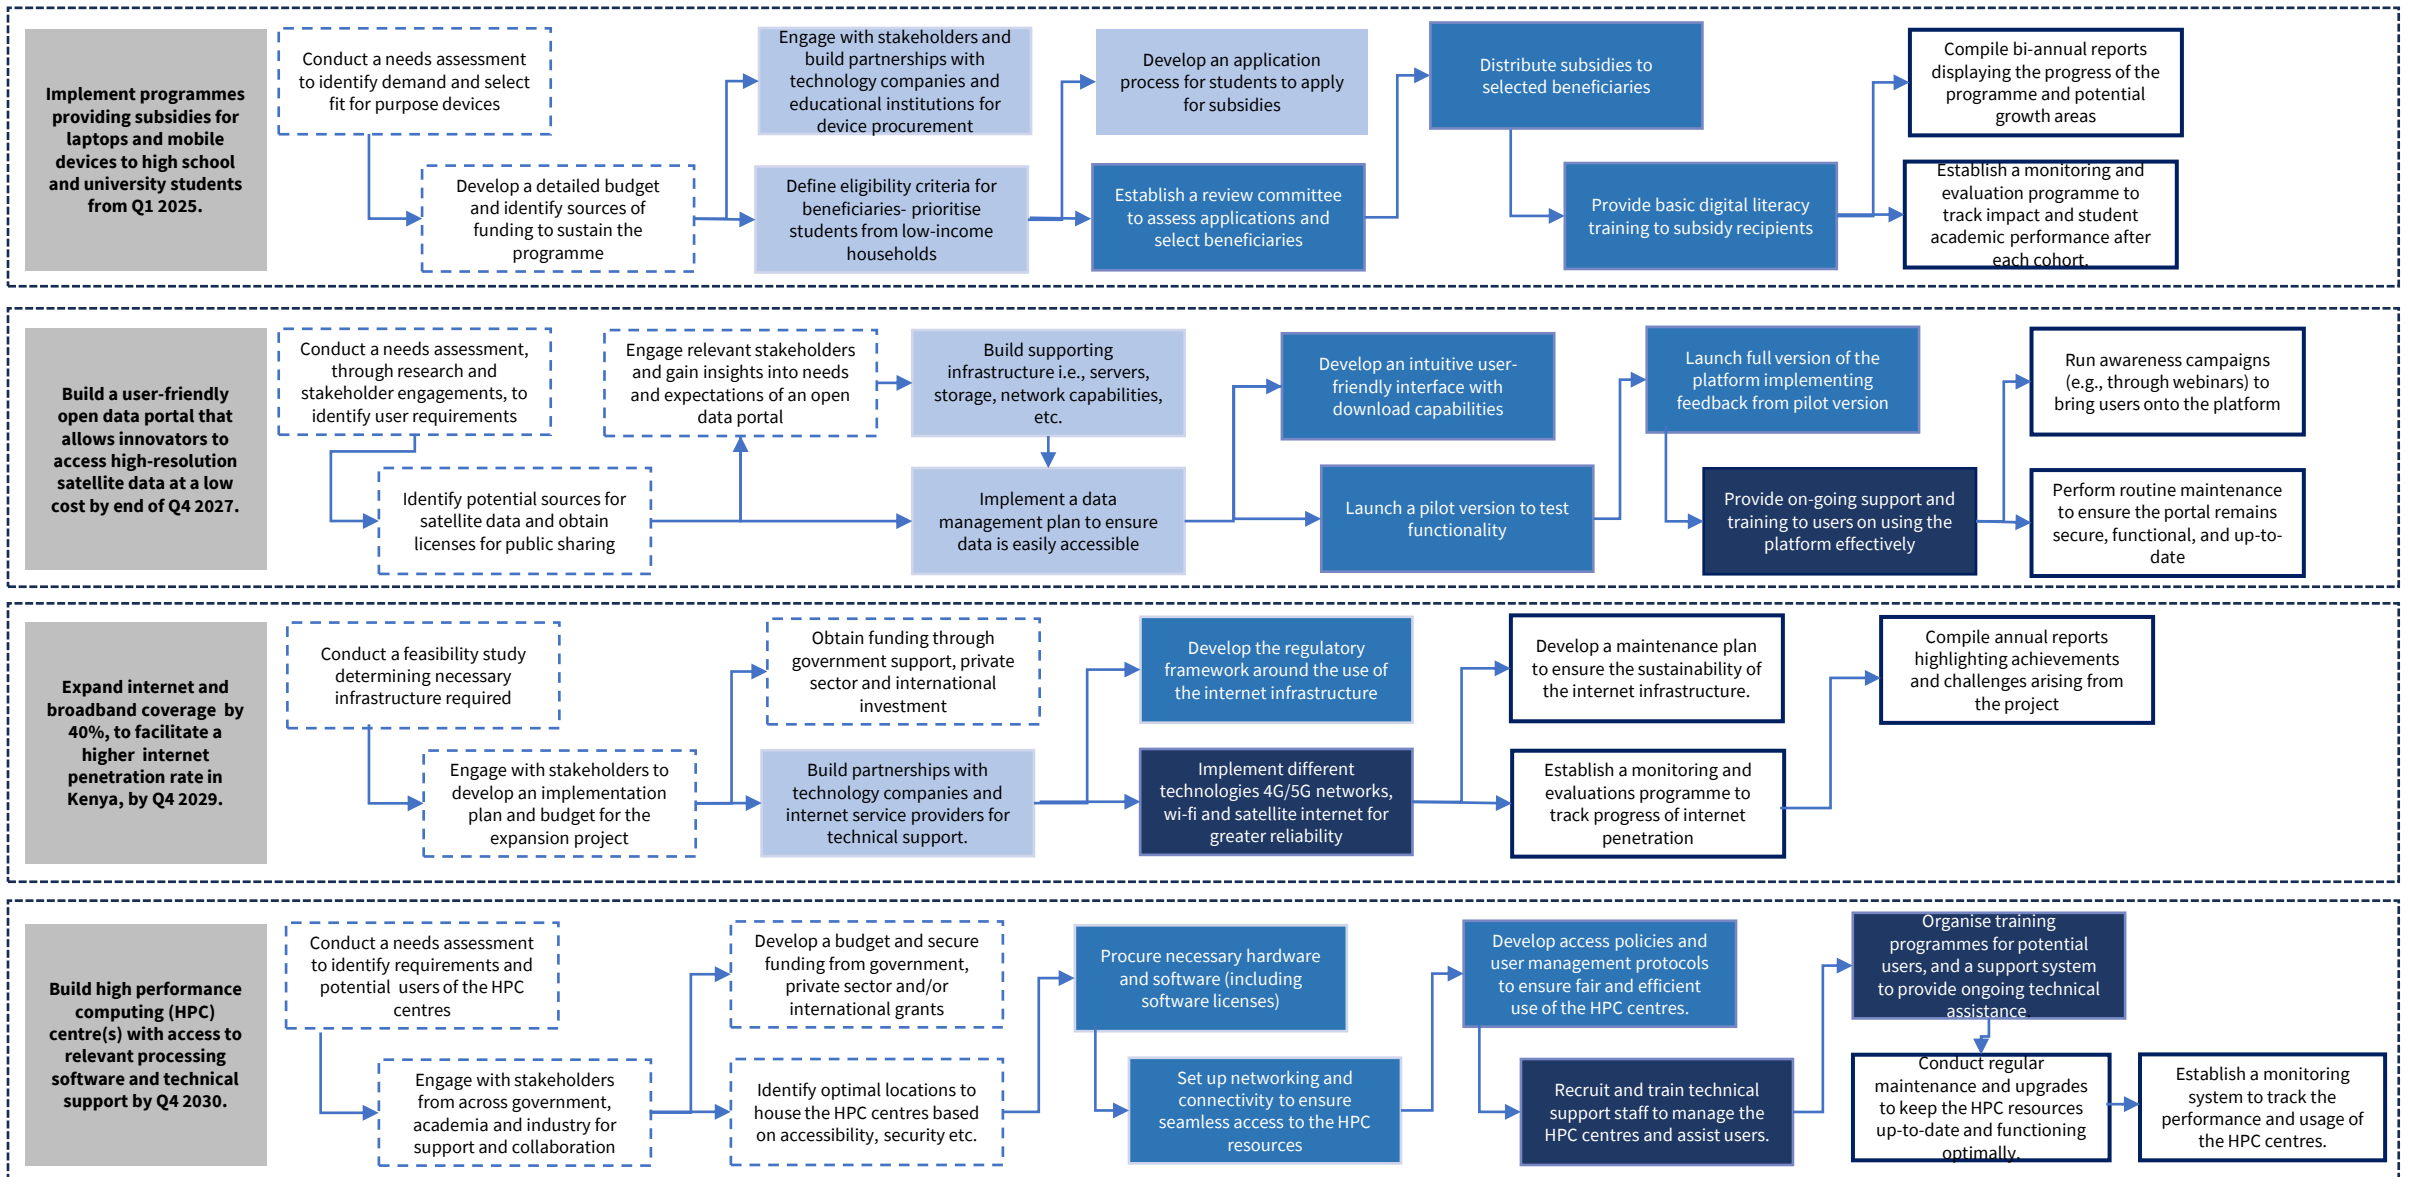 Implement programmes
providing subsidies for
laptops and mobile
devices to high school
and university students
from Q1 2025.
Conduct a needs assessment
to identify demand and select
fit for purpose devices
Develop a detailed budget
and identify sources of
funding to sustain the
programme
Engage with stakeholders and
build partnerships with
technology companies and
educational institutions for
device procurement
Define eligibility criteria for
beneficiaries- prioritise
students from low-income
households
Develop an application
process for students to apply
for subsidies
Establish a review committee
to assess applications and
select beneficiaries
Distribute subsidies to
selected beneficiaries
Provide basic digital literacy
training to subsidy recipients
Compile bi-annual reports
displaying the progress of the
programme and potential
growth areas
Establish a monitoring and
evaluation programme to
track impact and student
academic performance after
each cohort.
Build a user-friendly
open data portal that
allows innovators to
access high-resolution
satellite data at a low
cost by end of Q4 2027.
Conduct a needs assessment,
through research and
stakeholder engagements, to
identify user requirements
Identify potential sources for
satellite data and obtain
licenses for public sharing
Engage relevant stakeholders
and gain insights into needs
and expectations of an open
data portal
Build supporting
infrastructure i.e., servers,
storage, network capabilities,
etc.
Implement a data
management plan to ensure
data is easily accessible
Develop an intuitive user-
friendly interface with
download capabilities
Launch a pilot version to test
functionality
Launch full version of the
platform implementing
feedback from pilot version
Provide on-going support and
training to users on using the
platform effectively
Run awareness campaigns
(e.g., through webinars) to
bring users onto the platform
Perform routine maintenance
to ensure the portal remains
secure, functional, and up-to-
date
Expand internet and
broadband coverage by
40%, to facilitate a
higher internet
penetration rate in
Kenya, by Q4 2029.
Conduct a feasibility study
determining necessary
infrastructure required
Engage with stakeholders to
develop an implementation
plan and budget for the
expansion project
Obtain funding through
government support, private
sector and international
investment
Build partnerships with
technology companies and
internet service providers for
technical support.
Develop the regulatory
framework around the use of
the internet infrastructure
Implement different
technologies 4G/5G networks,
wi-fi and satellite internet for
greater reliability
Develop a maintenance plan
to ensure the sustainability of
the internet infrastructure.
Establish a monitoring and
evaluations programme to
track progress of internet
penetration
Compile annual reports
highlighting achievements
and challenges arising from
the project
Build high performance
computing (HPC)
centre(s) with access to
relevant processing
software and technical
support by Q4 2030.
Conduct a needs assessment
to identify requirements and
potential users of the HPC
centres
Engage with stakeholders
from across government,
academia and industry for
support and collaboration
Develop a budget and secure
funding from government,
private sector and/or
international grants
Identify optimal locations to
house the HPC centres based
on accessibility, security etc.
Procure necessary hardware
and software (including
software licenses)
Set up networking and
connectivity to ensure
seamless access to the HPC
resources
Develop access policies and
user management protocols
to ensure fair and efficient
use of the HPC centres.
Recruit and train technical
support staff to manage the
HPC centres and assist users.
Organise training
programmes for potential
users, and a support system
to provide ongoing technical
assistance.
Conduct regular
maintenance and upgrades
to keep the HPC resources
up-to-date and functioning
optimally.
Establish a monitoring
system to track the
performance and usage of
the HPC centres.